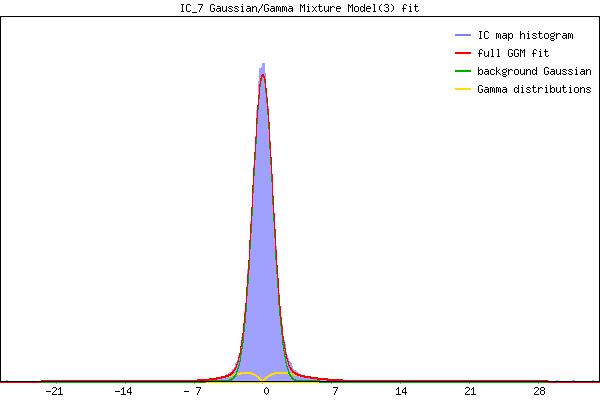 IC_7 Gaussian/Gamma Mixture Model(3) fit
IC map histogram
full GGM fit
background Gaussian
Gamma distributions
-21 -14 -7 0 7 14 21 28